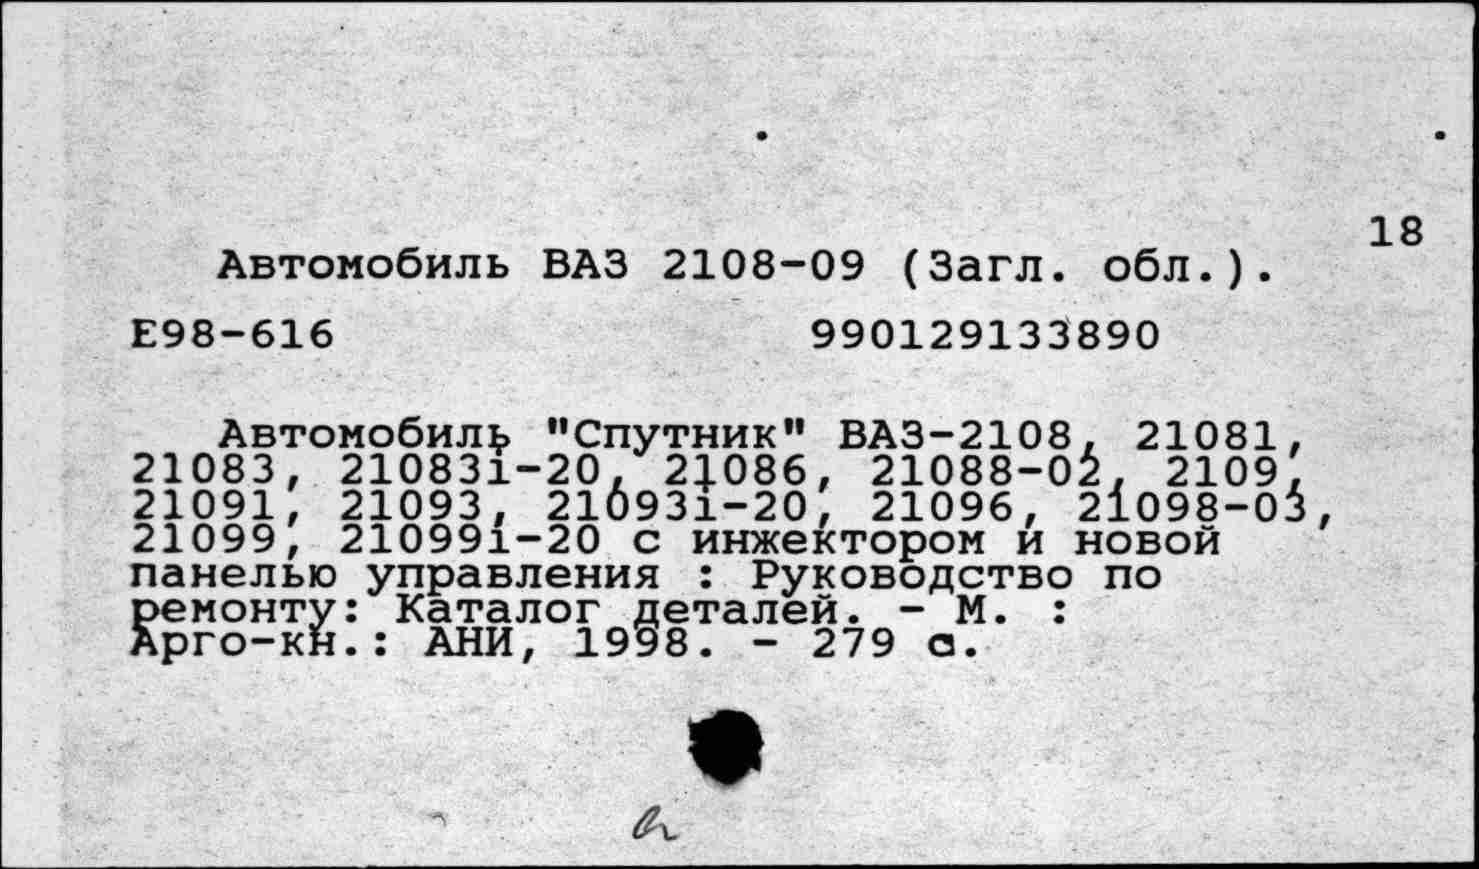 18
Автомобиль ВАЗ 2108-09 (Загл. обл.).
Е98-616 990129133890
Автомобиль "Спутник" ВАЗ-2108, 21081,
21083, 21083i-20, 21086, 21088-02, 2109,
21091, 21093, 21093i-20, 21096, 21098-03,
21099, 21099i-20 с инжектором и новой
панелью управления : Руководство по
ремонту: Каталог деталей. - М. :
Арго-кн.: АНИ, 1998. - 279 с.